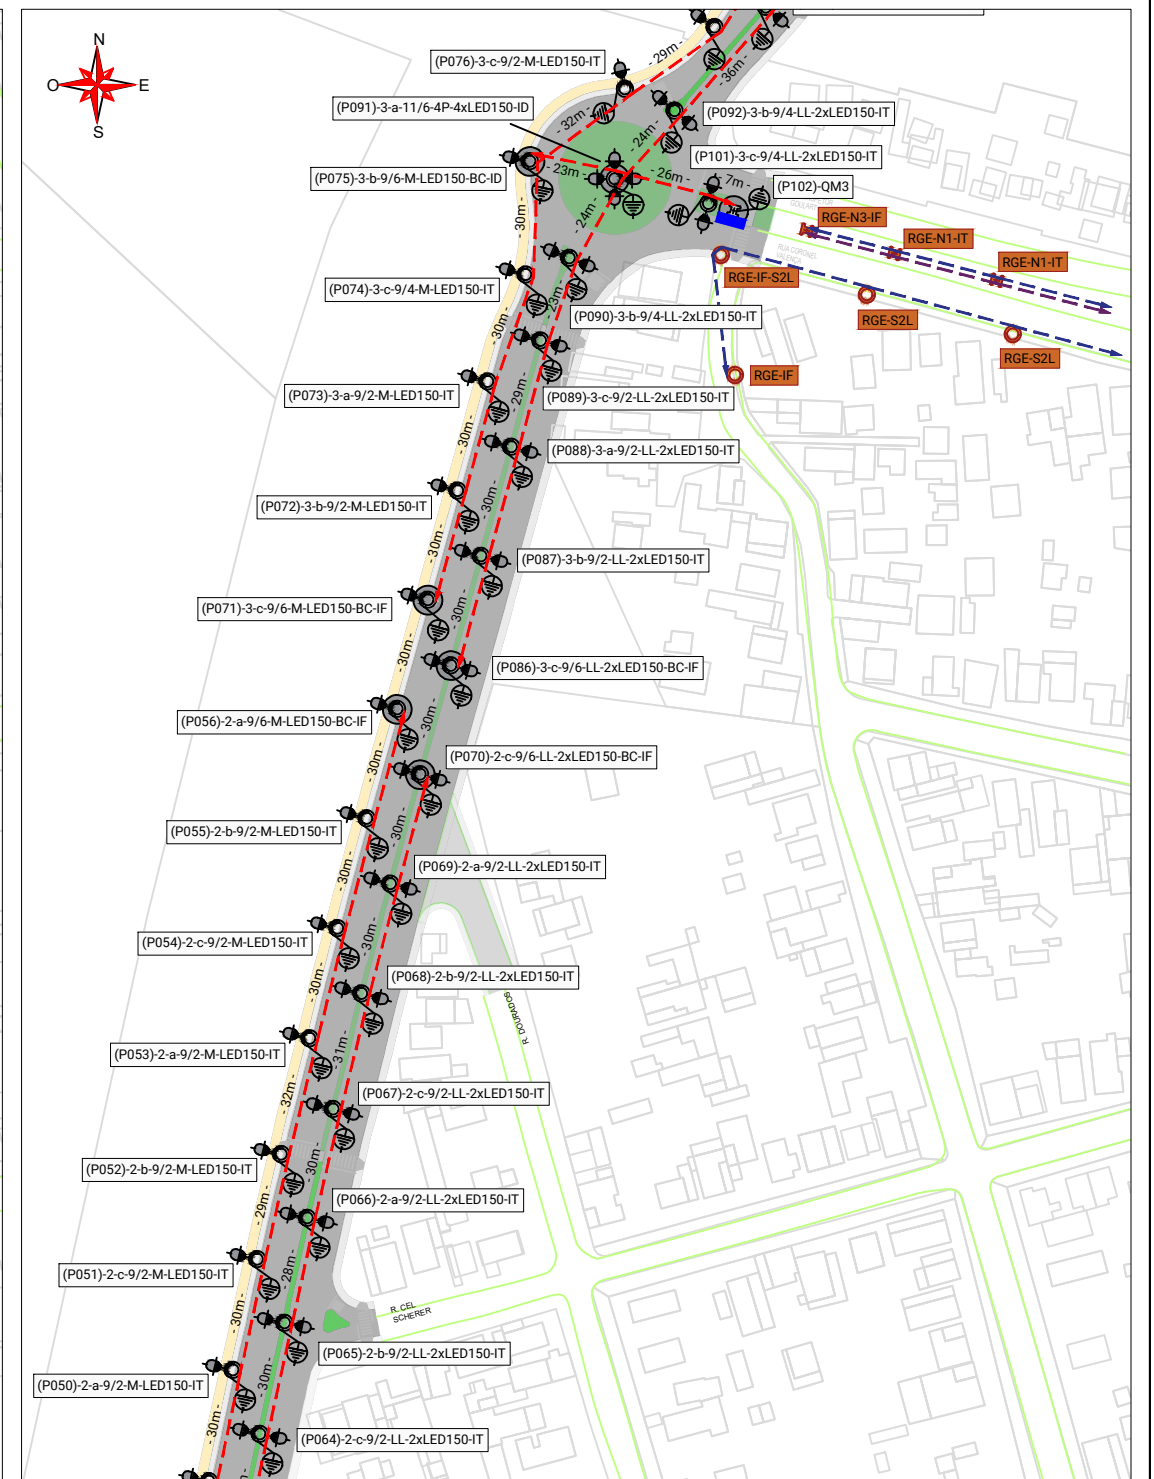 N
O
E
S
(P076)-3-c-9/2-M-LED150-IT
- 29m -
- 36m -
(P091)-3-a-11/6-4P-4xLED150-ID
- 32m -
- 24m -
(P092)-3-b-9/4-LL-2xLED150-IT
(P101)-3-c-9/4-LL-2xLED150-IT
(P075)-3-b-9/6-M-LED150-BC-ID
- 23m -
- 26m -
- 7m -
(P102)-QM3
- 30m -
- 24m -
RGE-N3-IF
RGE-N1-IT
RGE-N1-IT
GOULART
RUA CORONEL
VALENÇA
RGE-IF-S2L
RGE-S2L
RGE-S2L
RGE-IF
(P074)-3-c-9/4-M-LED150-IT
- 23m -
- 30m -
(P090)-3-b-9/4-LL-2xLED150-IT
(P073)-3-a-9/2-M-LED150-IT
- 29m -
(P089)-3-c-9/2-LL-2xLED150-IT
- 30m -
(P088)-3-a-9/2-LL-2xLED150-IT
(P072)-3-b-9/2-M-LED150-IT
- 30m -
- 30m -
(P087)-3-b-9/2-LL-2xLED150-IT
(P071)-3-c-9/6-M-LED150-BC-IF
- 30m -
- 30m -
(P086)-3-c-9/6-LL-2xLED150-BC-IF
(P056)-2-a-9/6-M-LED150-BC-IF
- 30m -
- 30m -
(P070)-2-c-9/6-LL-2xLED150-BC-IF
(P055)-2-b-9/2-M-LED150-IT
- 30m -
- 30m -
(P069)-2-a-9/2-LL-2xLED150-IT
(P054)-2-c-9/2-M-LED150-IT
- 30m -
- 30m -
(P068)-2-b-9/2-LL-2xLED150-IT
R. DOURADOS
(P053)-2-a-9/2-M-LED150-IT
- 31m -
- 32m -
(P067)-2-c-9/2-LL-2xLED150-IT
(P052)-2-b-9/2-M-LED150-IT
- 30m -
- 29m -
(P066)-2-a-9/2-LL-2xLED150-IT
(P051)-2-c-9/2-M-LED150-IT
- 28m -
- 30m -
R. CEL
SCHERER
(P065)-2-b-9/2-LL-2xLED150-IT
(P050)-2-a-9/2-M-LED150-IT
- 30m -
- 30m -
(P064)-2-c-9/2-LL-2xLED150-IT